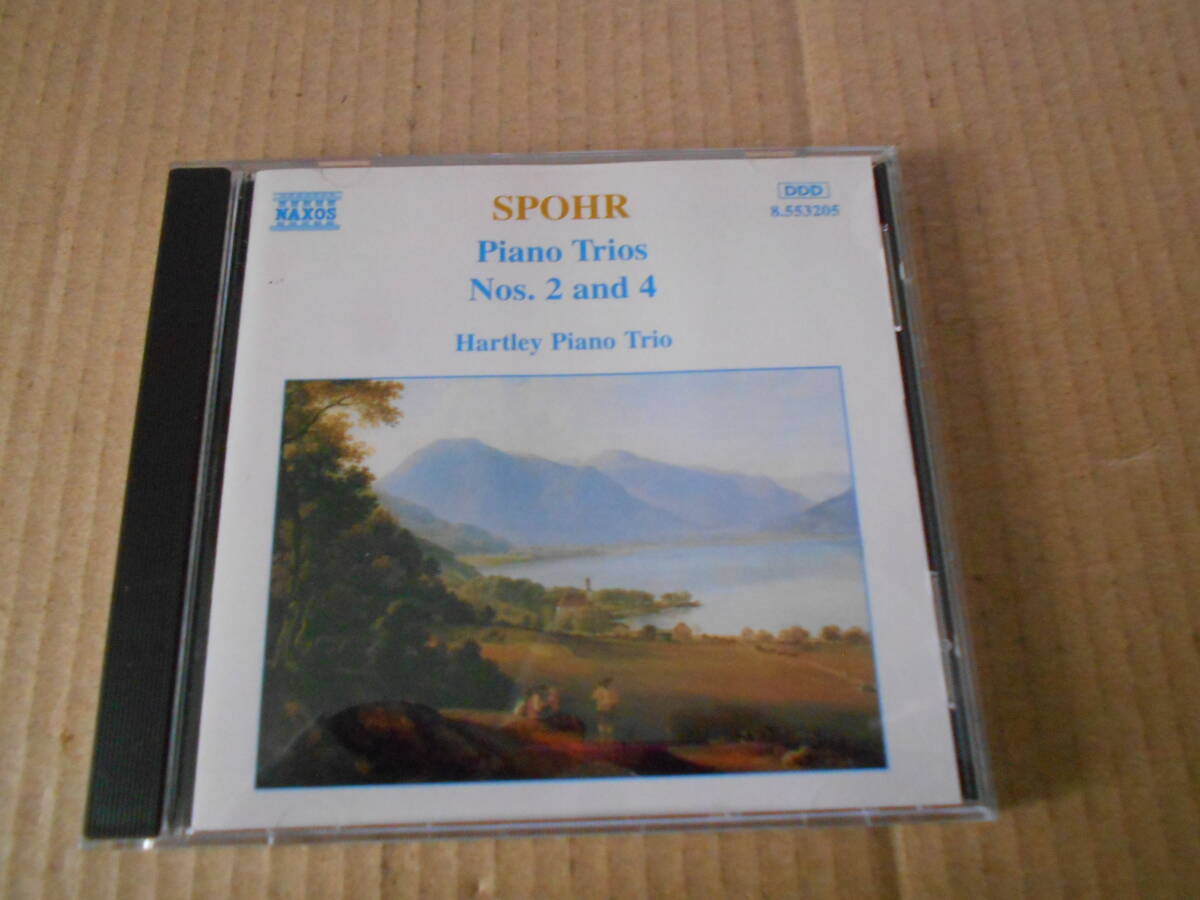 NAXOS
SPOHR
DDD
8.553205
Piano Trios
Nos. 2 and 4
Hartley Piano Trio